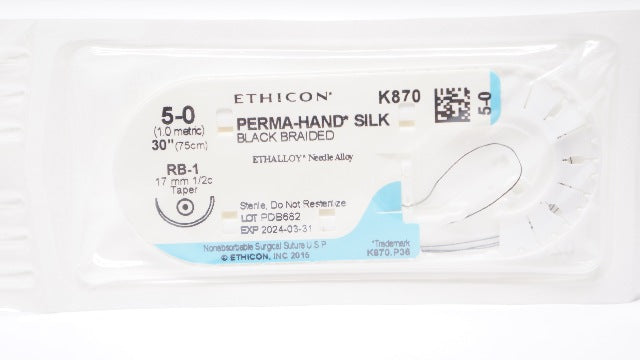 ETHICON*
K870
5-0
5-0
(1.0 metric)
30" (75cm)
PERMA-HAND* SILK
BLACK BRAIDED
ETHALLOY* Needle Alloy
RB-1
17 mm 1/2c
Taper
Sterile, Do Not Resterilize
LOT PDB682
EXP 2024-03-31
Nonabsorbable Surgical Suture U.S.P.
© ETHICON, INC 2015
*Trademark
K870.P36